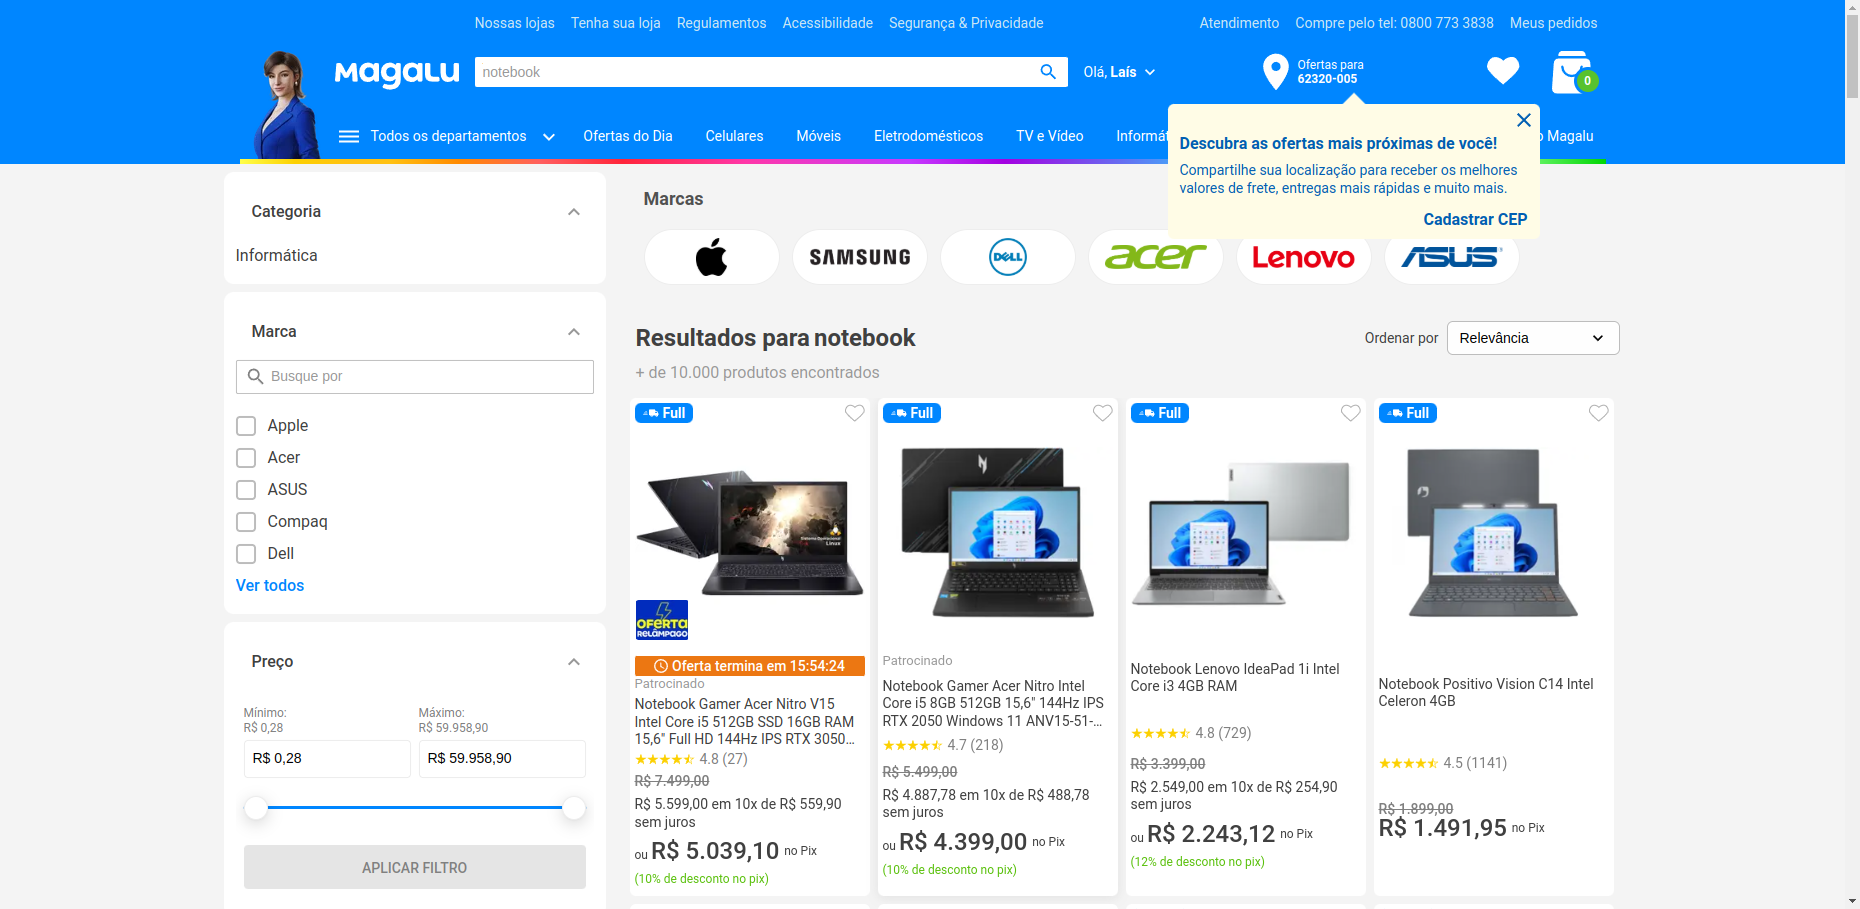 Nossas lojas Tenha sua loja Regulamentos Acessibilidade Segurança & Privacidade Atendimento Compre pelo tel: 0800 773 3838 Meus pedidos
Magalu
notebook
Olá, Laís
Ofertas para
62320-005
0
Todos os departamentos Ofertas do Dia Celulares Móveis Eletrodomésticos TV e Vídeo Informát
o Magalu
Descubra as ofertas mais próximas de você!
Compartilhe sua localização para receber os melhores
valores de frete, entregas mais rápidas e muito mais.
Cadastrar CEP
Categoria
Informática
Marca
Busque por
Apple
Acer
ASUS
Compaq
Dell
Ver todos
Preço
Mínimo:
R$ 0,28
Máximo:
R$ 59.958,90
R$ 0,28
R$ 59.958,90
APLICAR FILTRO
Marcas
SAMSUNG
DELL
acer
Lenovo
ASUS
Resultados para notebook
+ de 10.000 produtos encontrados
Ordenar por
Relevância
Full
Sistema Operacional
Linux
OFERTA
RELÂMPAGO
Oferta termina em 15:54:24
Patrocinado
Notebook Gamer Acer Nitro V15
Intel Core i5 512GB SSD 16GB RAM
15,6" Full HD 144Hz IPS RTX 3050...
4.8 (27)
R$ 7.499,00
R$ 5.599,00 em 10x de R$ 559,90
sem juros
ou R$ 5.039,10 no Pix
(10% de desconto no pix)
Full
Patrocinado
Notebook Gamer Acer Nitro Intel
Core i5 8GB 512GB 15,6" 144Hz IPS
RTX 2050 Windows 11 ANV15-51-...
4.7 (218)
R$ 5.499,00
R$ 4.887,78 em 10x de R$ 488,78
sem juros
ou R$ 4.399,00 no Pix
(10% de desconto no pix)
Full
Notebook Lenovo IdeaPad 1i Intel
Core i3 4GB RAM
4.8 (729)
R$ 3.399,00
R$ 2.549,00 em 10x de R$ 254,90
sem juros
ou R$ 2.243,12 no Pix
(12% de desconto no pix)
Full
Notebook Positivo Vision C14 Intel
Celeron 4GB
4.5 (1141)
R$ 1.899,00
R$ 1.491,95 no Pix